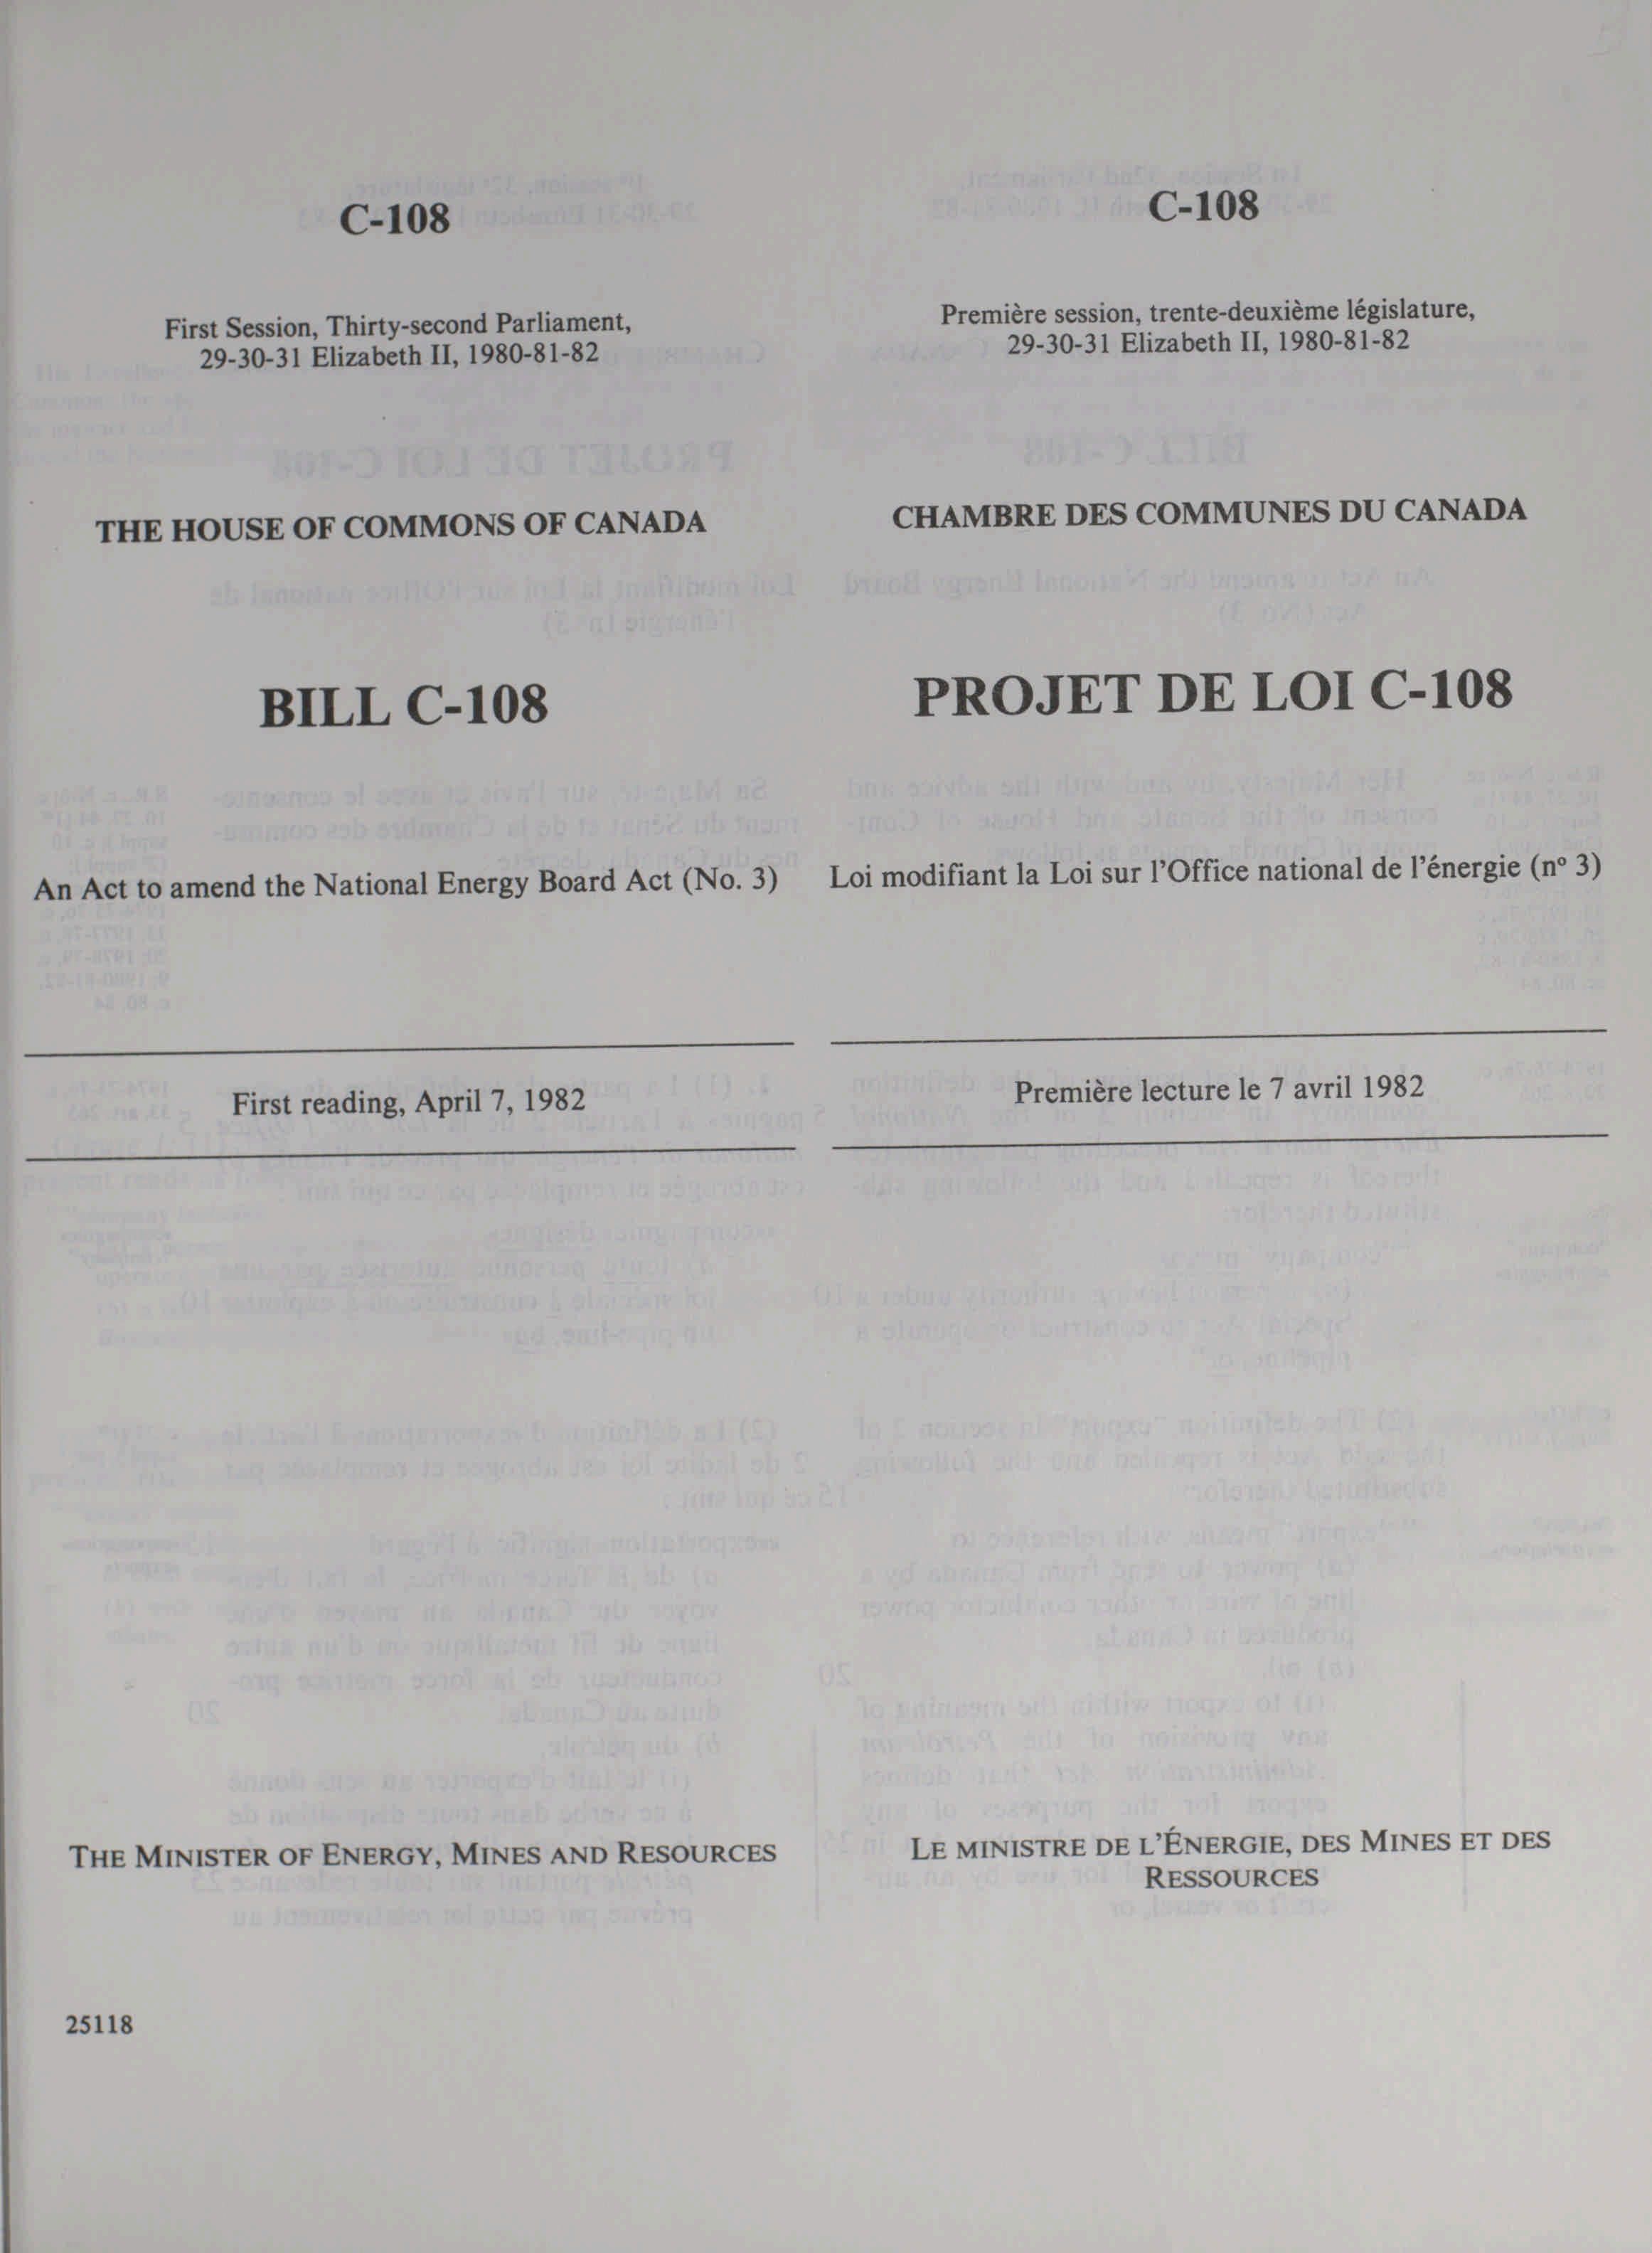 C-108
First Session, Thirty-second Parliament,
29-30-31 Elizabeth II, 1980-81-82
THE HOUSE OF COMMONS OF CANADA
BILL C-108
An Act to amend the National Energy Board Act (No. 3)
First reading, April 7, 1982
THE MINISTER OF ENERGY, MINES AND RESOURCES
25118
C-108
Première session, trente-deuxième législature,
29-30-31 Elizabeth II, 1980-81-82
CHAMBRE DES COMMUNES DU CANADA
PROJET DE LOI C-108
Loi modifiant la Loi sur l'Office national de l'énergie (nº 3)
Première lecture le 7 avril 1982
LE MINISTRE DE L'ÉNERGIE, DES MINES ET DES
RESSOURCES